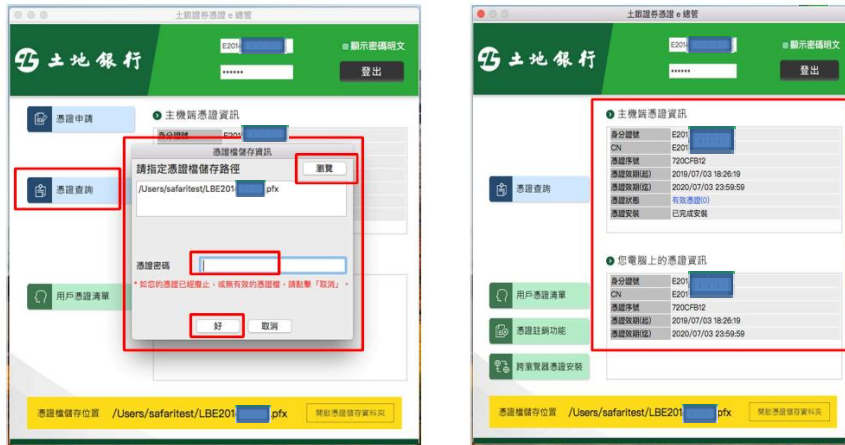 土銀證券憑證 e 總管
土地銀行
E201
顯示密碼明文
••••••
登出
憑證申請
主機端憑證資訊
身分證號 E201
憑證檔儲存資訊
請指定憑證檔儲存路徑
瀏覽
/Users/safaritest/LBE201 .pfx
憑證查詢
憑證密碼
*如您的憑證已經廢止，或無有效的憑證檔，請點擊「取消」。
用戶憑證清單
好
取消
憑證檔儲存位置 /Users/safaritest/LBE201 .pfx
開啟憑證儲存資料夾
土銀證券憑證 e 總管
土地銀行
E201
顯示密碼明文
••••••
登出
主機端憑證資訊
身分證號 E201
CN E201
憑證序號 720CFB12
憑證效期(起) 2019/07/03 18:26:19
憑證效期(迄) 2020/07/03 23:59:59
憑證狀態 有效憑證(0)
憑證安裝 已完成安裝
憑證查詢
您電腦上的憑證資訊
身分證號 E201
CN E201
憑證序號 720CFB12
憑證效期(起) 2019/07/03 18:26:19
憑證效期(迄) 2020/07/03 23:59:59
用戶憑證清單
憑證註銷功能
跨瀏覽器憑證安裝
憑證檔儲存位置 /Users/safaritest/LBE201 pfx
開啟憑證儲存資料夾